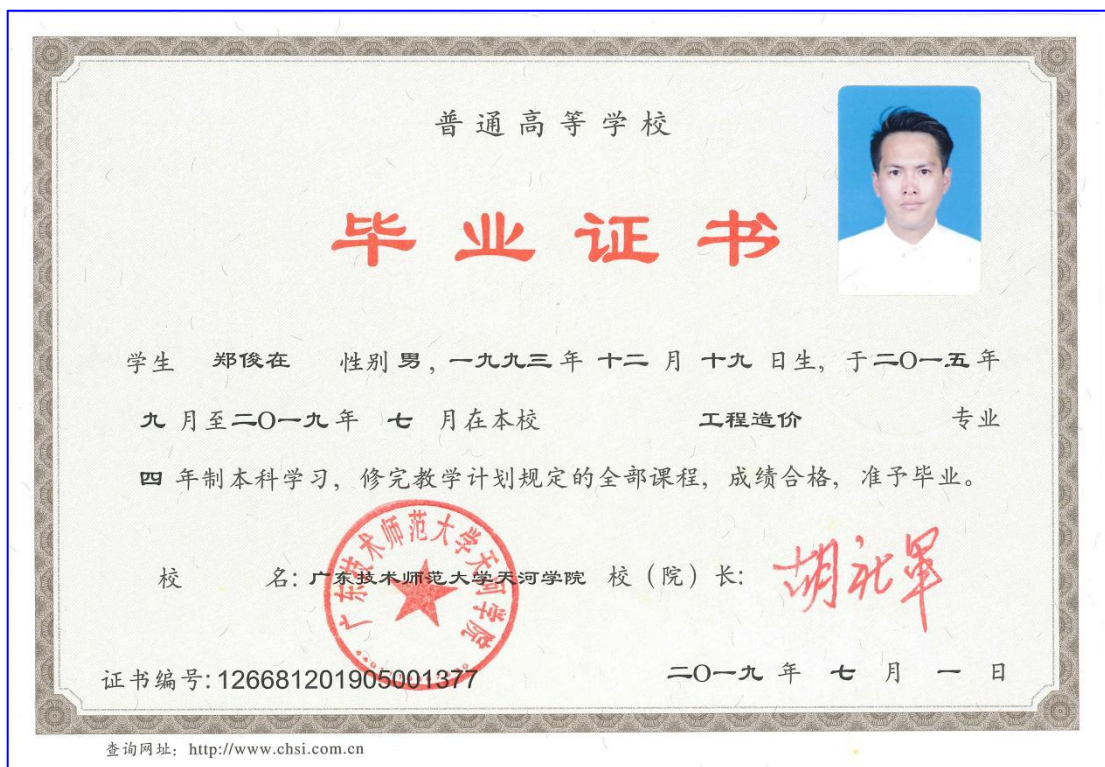 普通高等学校
毕业证书
学生 郑俊在 性别 男，一九九三 年 十二 月 十九 日生，于二〇一五年
九 月至二〇一九年 七 月在本校 工程造价 专业
四 年制本科学习，修完教学计划规定的全部课程，成绩合格，准予毕业。
广东技术师范大学天河学院
校 名：广东技术师范大学天河学院 校（院）长：
证书编号：126681201905001377 二〇一九 年 七 月 一 日
查询网址：http://www.chsi.com.cn